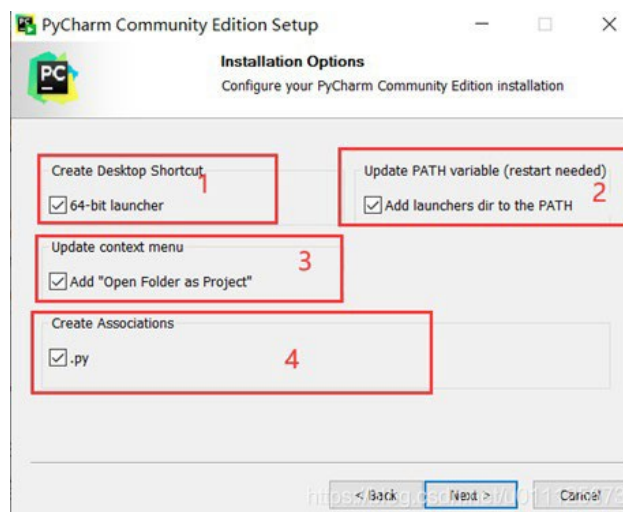 PyCharm Community Edition Setup
PC
Installation Options
Configure your PyCharm Community Edition installation
Create Desktop Shortcut
1
64-bit launcher
Update PATH variable (restart needed)
Add launchers dir to the PATH
2
Update context menu
3
Add "Open Folder as Project"
Create Associations
.py
4
< Back
Next >
Cancel